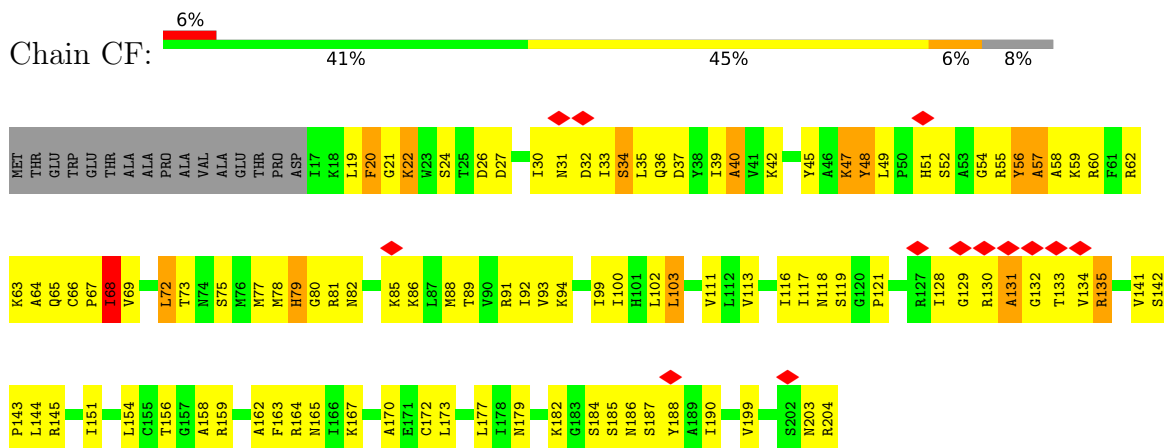 6%
Chain CF:
41% 45% 6% 8%
MET THR GLU TRP GLU THR ALA ALA PRO ALA VAL ALA GLU THR PRO ASP I17 K18 L19 F20 G21 K22 W23 S24 T25 D26 D27 I30 N31 D32 I33 S34 L35 Q36 D37 Y38 I39 A40 V41 K42 Y45 A46 K47 Y48 L49 P50 H51 S52 A53 G54 R55 Y56 A57 A58 K59 R60 F61 R62
K63 A64 Q65 C66 P67 I68 V69 L72 T73 N74 S75 M76 M77 M78 H79 G80 R81 N82 K85 K86 L87 M88 T89 V90 R91 I92 V93 K94 I99 I100 H101 L102 L103 V111 L112 V113 I116 I117 N118 S119 G120 P121 R127 I128 G129 R130 A131 G132 T133 V134 R135 V141 S142
P143 L144 R145 I151 L154 C155 T156 G157 A158 R159 A162 F163 R164 N165 I166 K167 A170 E171 C172 L173 L177 I178 N179 K182 G183 S184 S185 N186 S187 Y188 A189 I190 V199 S202 N203 R204